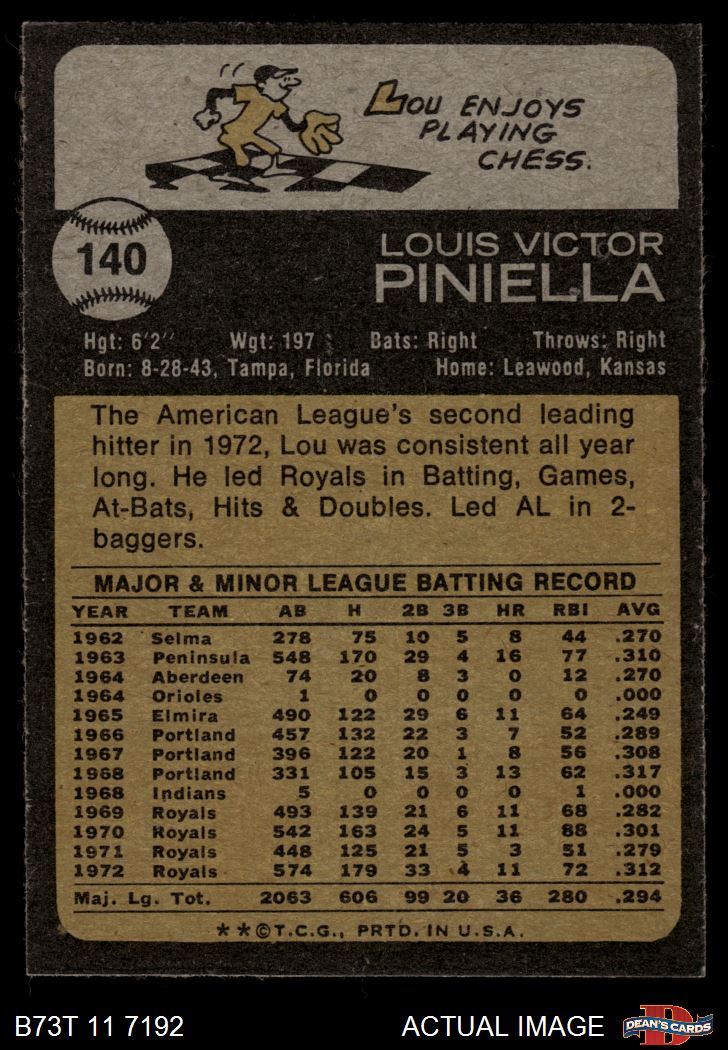 LOU ENJOYS
PLAYING
CHESS.
140
LOUIS VICTOR
PINIELLA
Hgt: 6'2" Wgt: 197 Bats: Right Throws: Right
Born: 8-28-43, Tampa, Florida Home: Leawood, Kansas
The American League's second leading
hitter in 1972, Lou was consistent all year
long. He led Royals in Batting, Games,
At-Bats, Hits & Doubles. Led AL in 2-
baggers.
MAJOR & MINOR LEAGUE BATTING RECORD
YEAR TEAM AB H 2B 3B HR RBI AVG
1962 Selma 278 75 10 5 8 44 .270
1963 Peninsula 548 170 29 4 16 77 .310
1964 Aberdeen 74 20 8 3 0 12 .270
1964 Orioles 1 0 0 0 0 0 .000
1965 Elmira 490 122 29 6 11 64 .249
1966 Portland 457 132 22 3 7 52 .289
1967 Portland 396 122 20 1 8 56 .308
1968 Portland 331 105 15 3 13 62 .317
1968 Indians 5 0 0 0 0 1 .000
1969 Royals 493 139 21 6 11 68 .282
1970 Royals 542 163 24 5 11 88 .301
1971 Royals 448 125 21 5 3 51 .279
1972 Royals 574 179 33 4 11 72 .312
Maj. Lg. Tot. 2063 606 99 20 36 280 .294
**©T.C.G., PRTD. IN U.S.A.
B73T 11 7192 ACTUAL IMAGE D DEAN'S CARDS